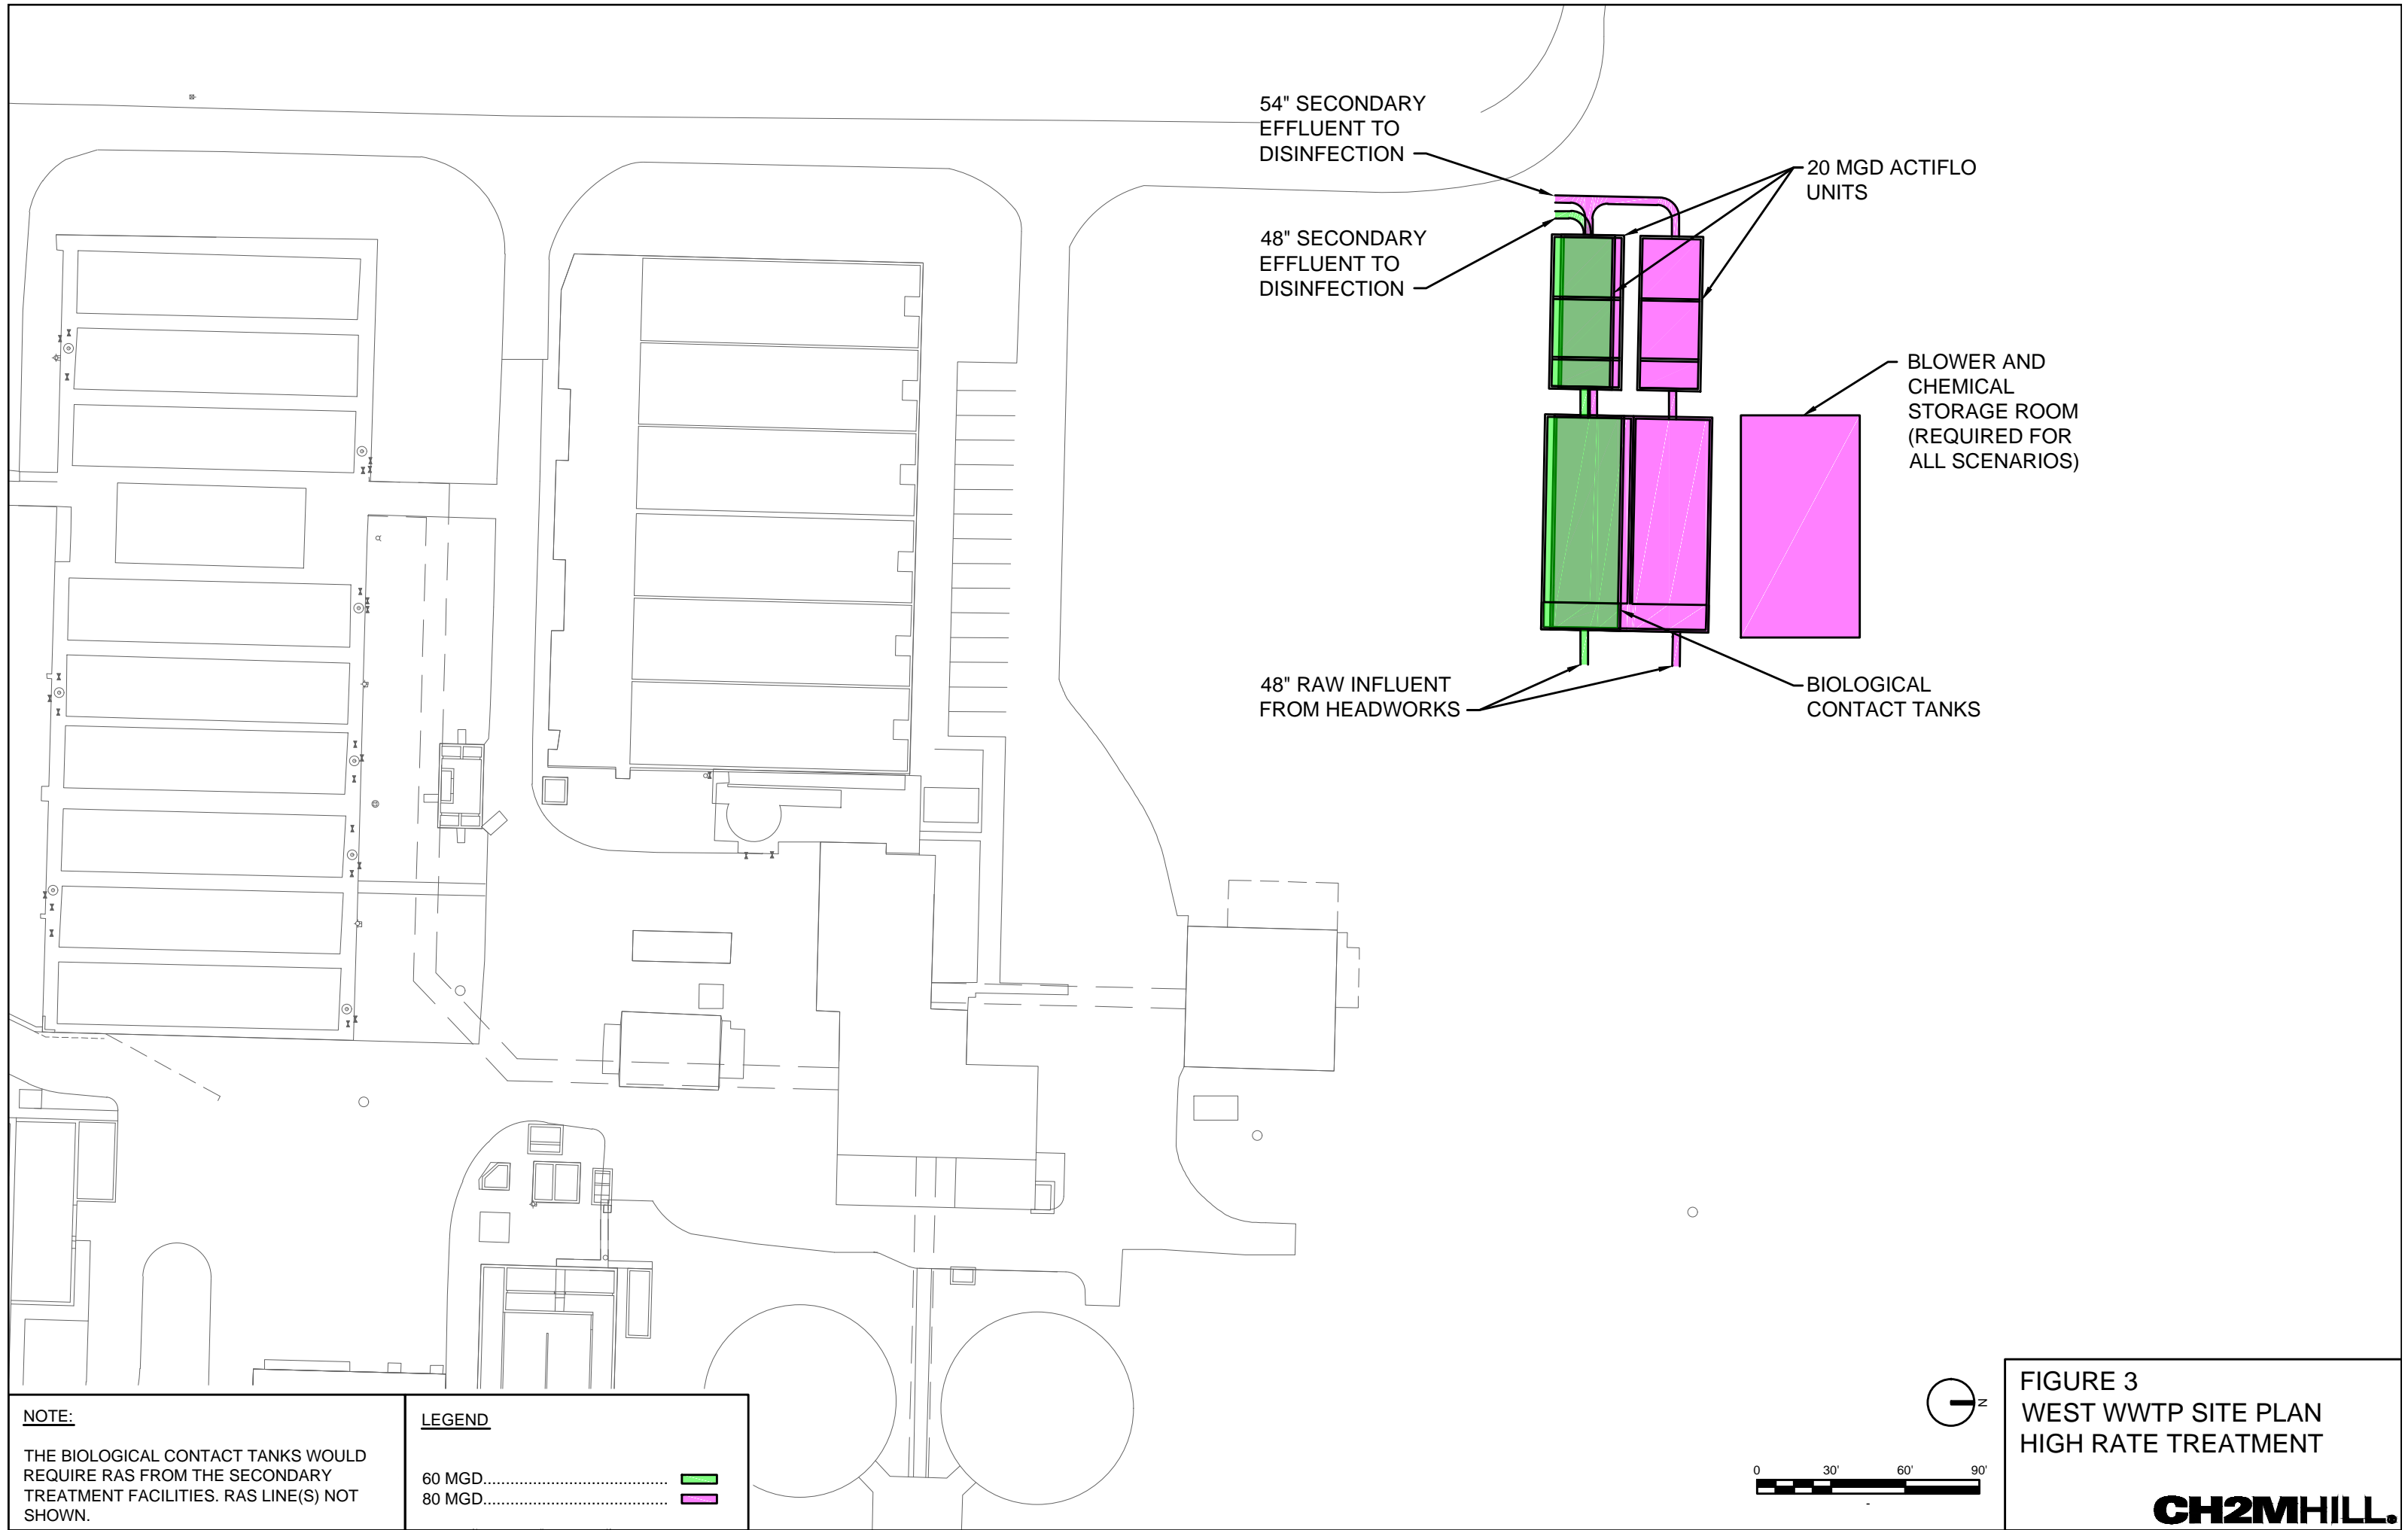 54" SECONDARY
EFFLUENT TO
DISINFECTION
20 MGD ACTIFLO
UNITS
48" SECONDARY
EFFLUENT TO
DISINFECTION
BLOWER AND
CHEMICAL
STORAGE ROOM
(REQUIRED FOR
ALL SCENARIOS)
48" RAW INFLUENT
FROM HEADWORKS
BIOLOGICAL
CONTACT TANKS
NOTE:
THE BIOLOGICAL CONTACT TANKS WOULD
REQUIRE RAS FROM THE SECONDARY
TREATMENT FACILITIES. RAS LINE(S) NOT
SHOWN.
LEGEND
60 MGD......................................
80 MGD......................................
N
0 30' 60' 90'
-
FIGURE 3
WEST WWTP SITE PLAN
HIGH RATE TREATMENT
CH2MHILL®